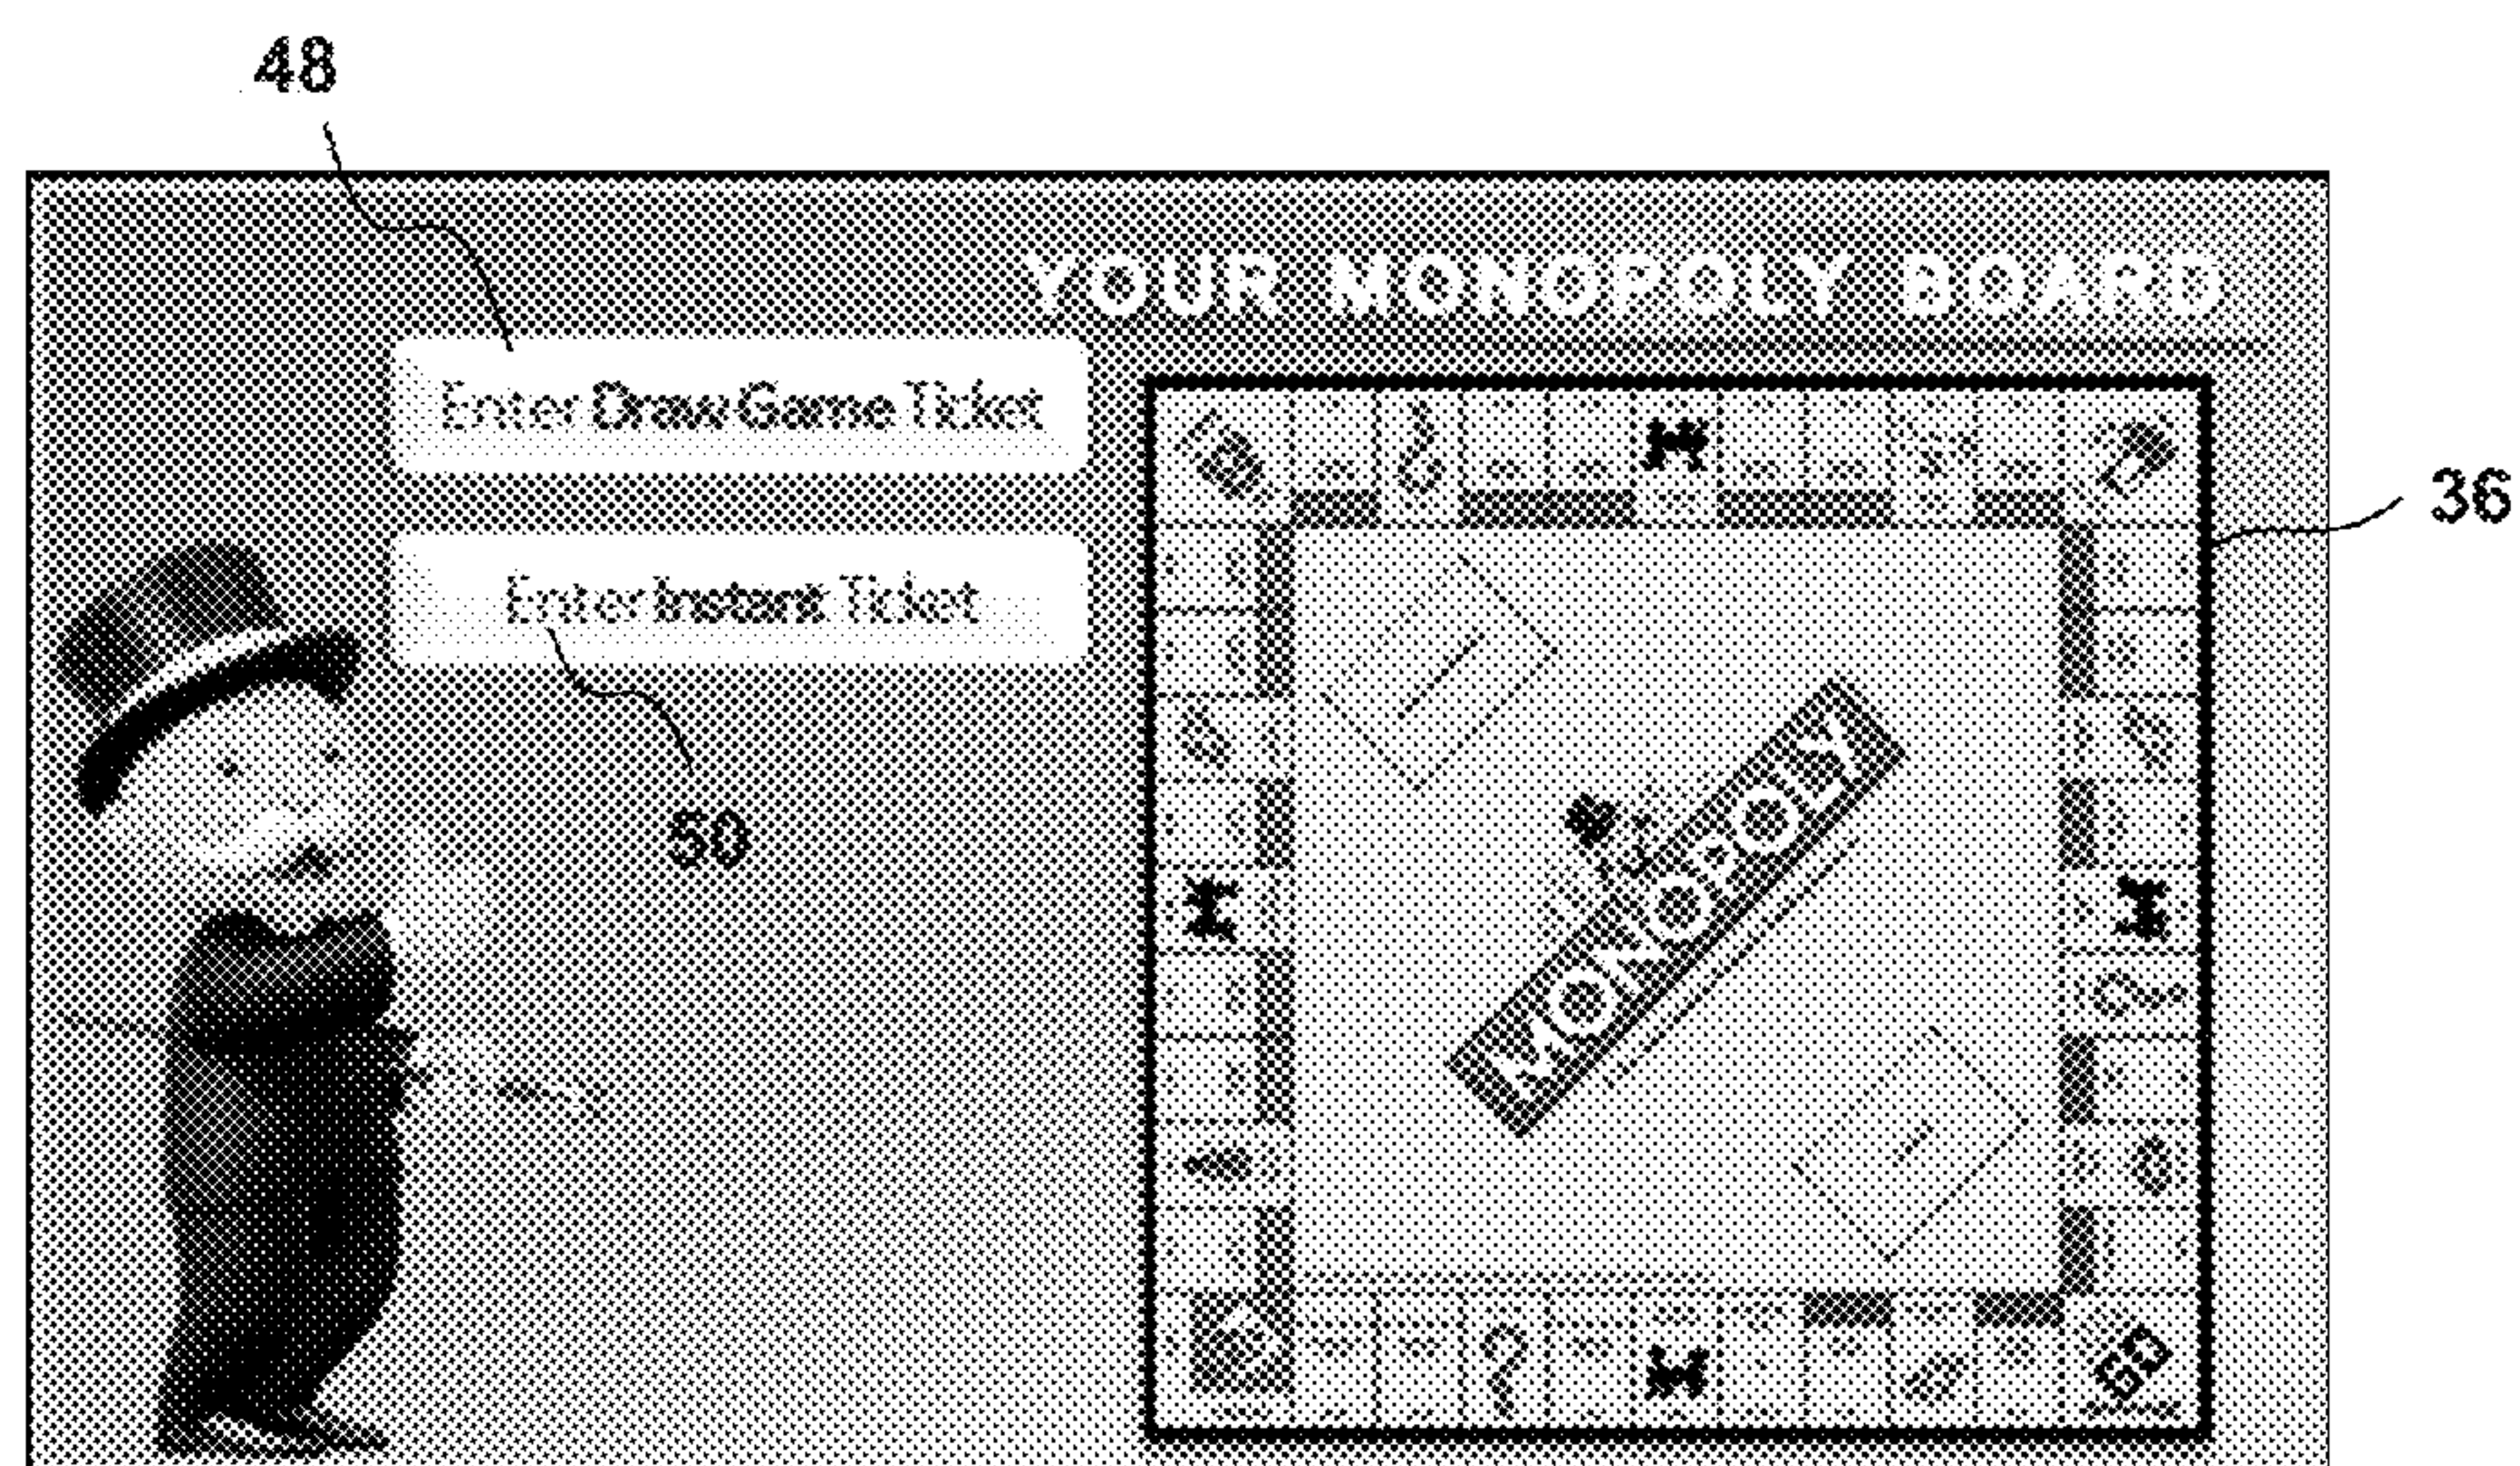 48
YOUR MONOPOLY BOARD
Enter Draw Game Ticket
36
Enter Instant Ticket
50
MONOPOLY
GO